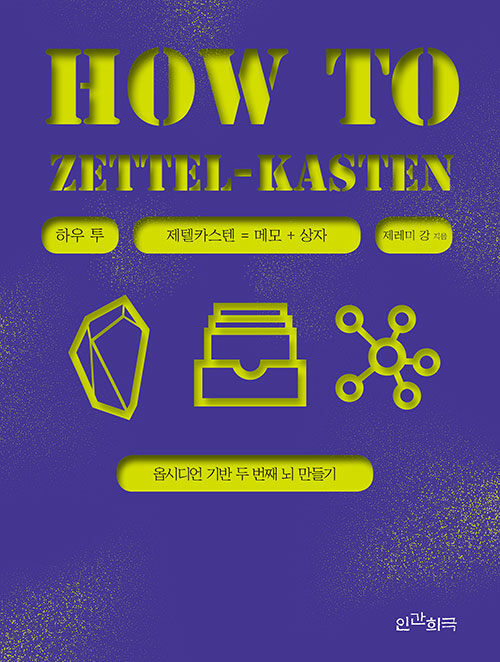 HOW TO
ZETTEL-KASTEN
하우 투 제텔카스텐 = 메모 + 상자 제레미 강 지음
옵시디언 기반 두 번째 뇌 만들기
인간희극